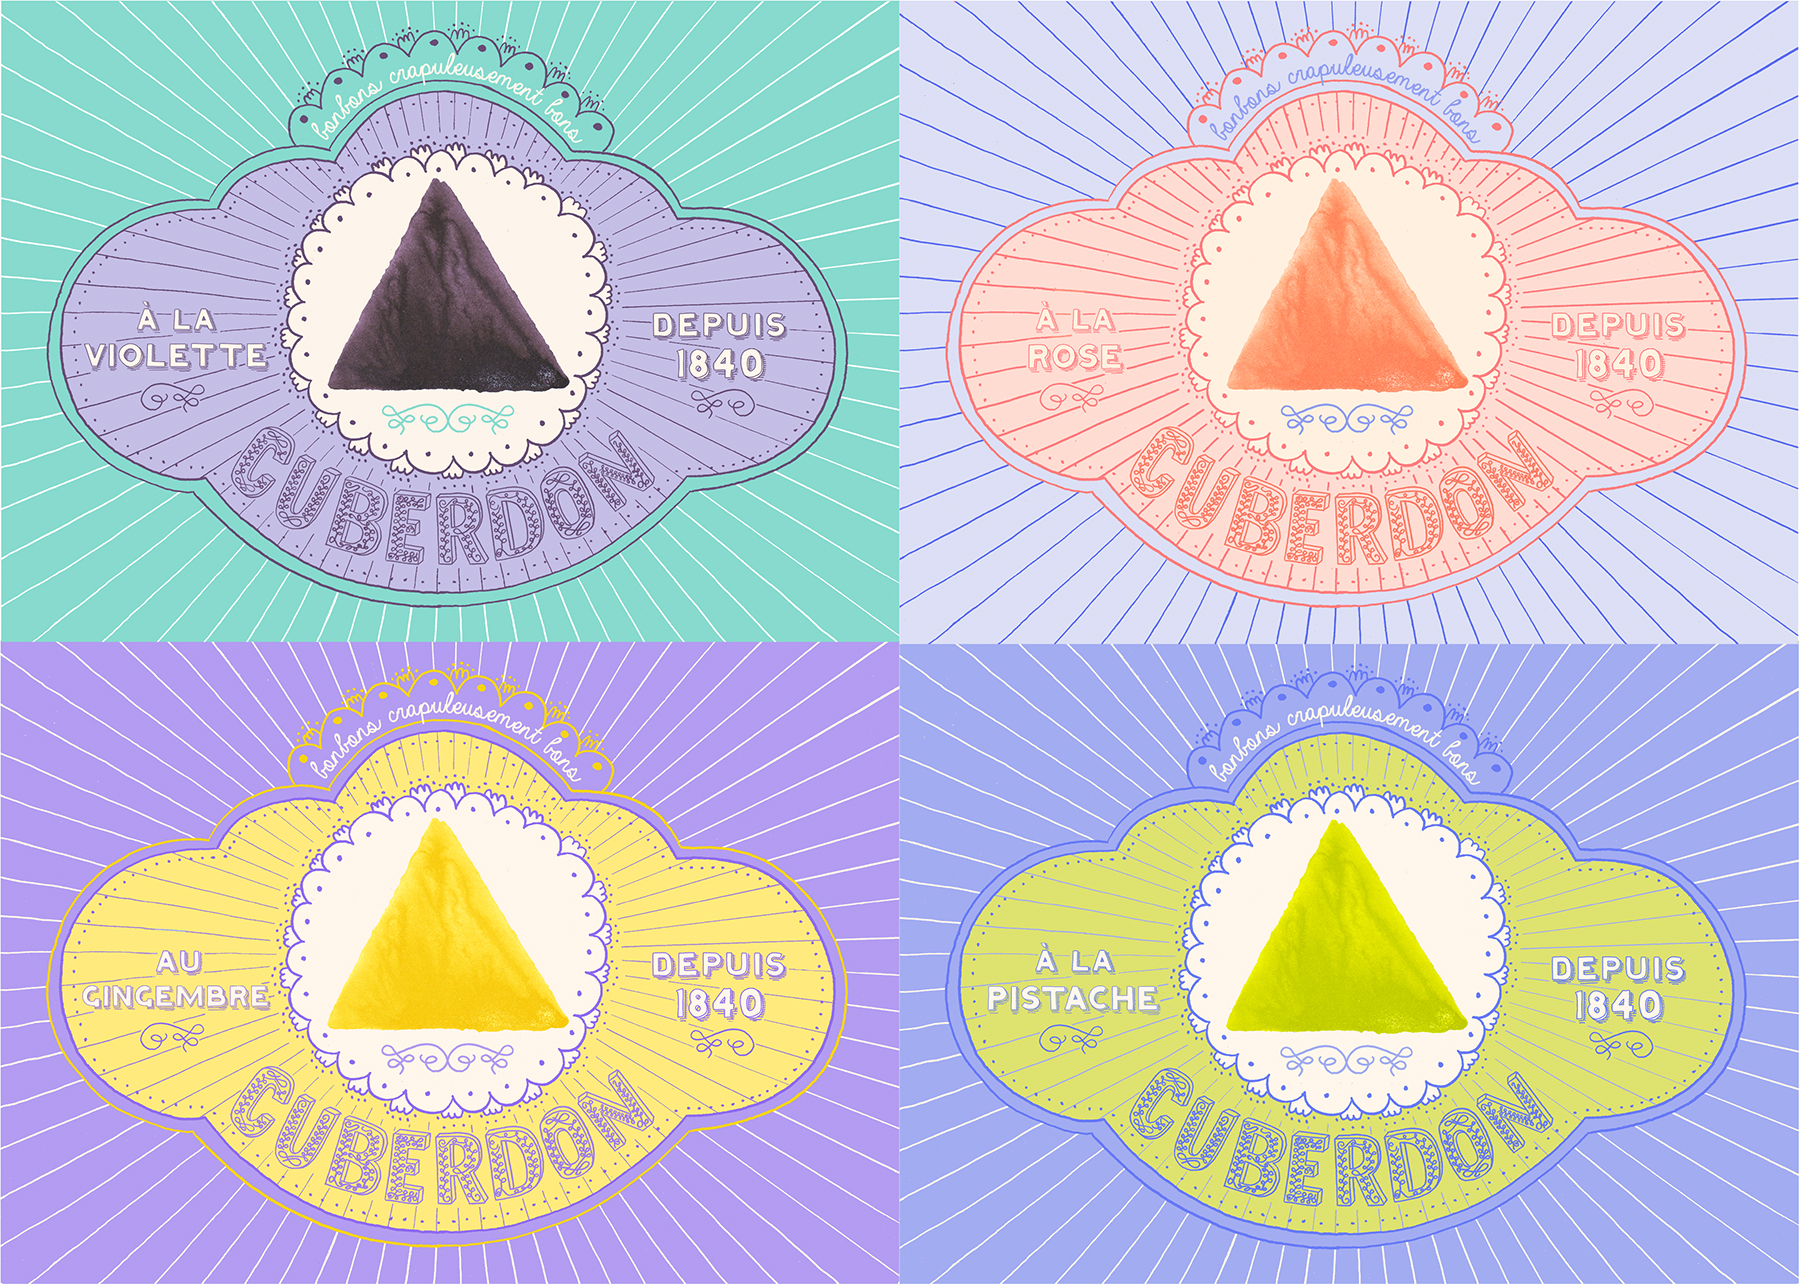 bonbons crapuleusement bons
À LA
VIOLETTE
DEPUIS
1840
CUBERDON
bonbons crapuleusement bons
À LA
ROSE
DEPUIS
1840
CUBERDON
bonbons crapuleusement bons
AU
GINGEMBRE
DEPUIS
1840
CUBERDON
bonbons crapuleusement bons
À LA
PISTACHE
DEPUIS
1840
CUBERDON